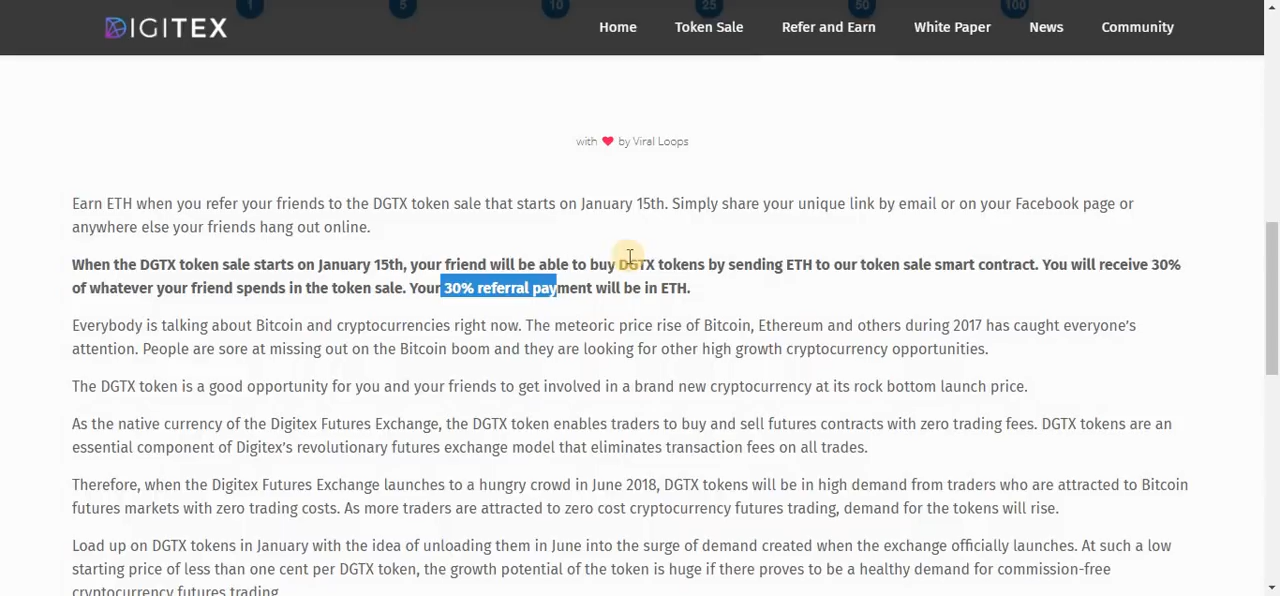 1 5 10 25 50 100
DIGITEX Home Token Sale Refer and Earn White Paper News Community
with ♥ by Viral Loops
Earn ETH when you refer your friends to the DGTX token sale that starts on January 15th. Simply share your unique link by email or on your Facebook page or
anywhere else your friends hang out online.
When the DGTX token sale starts on January 15th, your friend will be able to buy DGTX tokens by sending ETH to our token sale smart contract. You will receive 30%
of whatever your friend spends in the token sale. Your 30% referral payment will be in ETH.
Everybody is talking about Bitcoin and cryptocurrencies right now. The meteoric price rise of Bitcoin, Ethereum and others during 2017 has caught everyone’s
attention. People are sore at missing out on the Bitcoin boom and they are looking for other high growth cryptocurrency opportunities.
The DGTX token is a good opportunity for you and your friends to get involved in a brand new cryptocurrency at its rock bottom launch price.
As the native currency of the Digitex Futures Exchange, the DGTX token enables traders to buy and sell futures contracts with zero trading fees. DGTX tokens are an
essential component of Digitex’s revolutionary futures exchange model that eliminates transaction fees on all trades.
Therefore, when the Digitex Futures Exchange launches to a hungry crowd in June 2018, DGTX tokens will be in high demand from traders who are attracted to Bitcoin
futures markets with zero trading costs. As more traders are attracted to zero cost cryptocurrency futures trading, demand for the tokens will rise.
Load up on DGTX tokens in January with the idea of unloading them in June into the surge of demand created when the exchange officially launches. At such a low
starting price of less than one cent per DGTX token, the growth potential of the token is huge if there proves to be a healthy demand for commission-free
cryptocurrency futures trading.